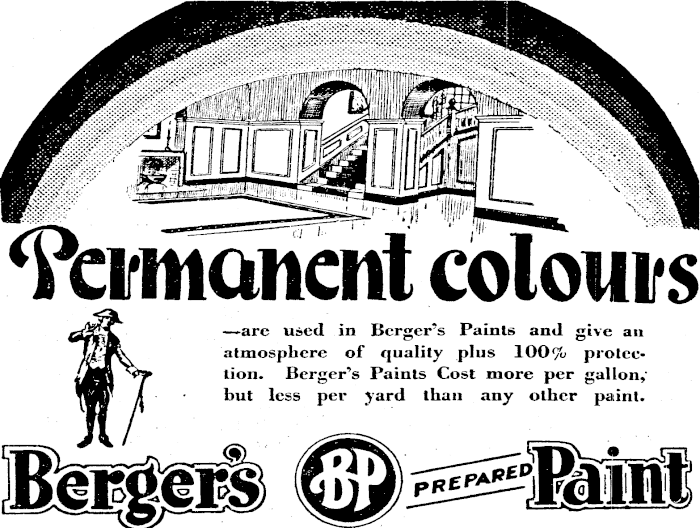 Permanent colours
—are used in Berger's Paints and give an
atmosphere of quality plus 100% protec-
tion. Berger's Paints Cost more per gallon,
but less per yard than any other paint.
Berger's BP PREPARED Paint